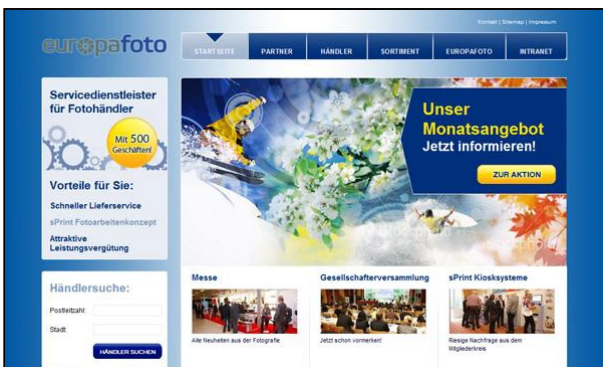 Kontakt | Sitemap | Impressum
europafoto
STARTSEITE PARTNER HÄNDLER SORTIMENT EUROPAFOTO INTRANET
Servicedienstleister
für Fotohändler
Mit 500
Geschäften!
Vorteile für Sie:
Schneller Lieferservice
sPrint Fotoarbeitenkonzept
Attraktive
Leistungsvergütung
Unser
Monatsangebot
Jetzt informieren!
ZUR AKTION
Händlersuche:
Postleitzahl:
Stadt:
HÄNDLER SUCHEN
Messe
Alle Neuheiten aus der Fotografie
Gesellschafterversammlung
Jetzt schon vormerken!
sPrint Kiosksysteme
Riesige Nachfrage aus dem
Mitgliederkreis